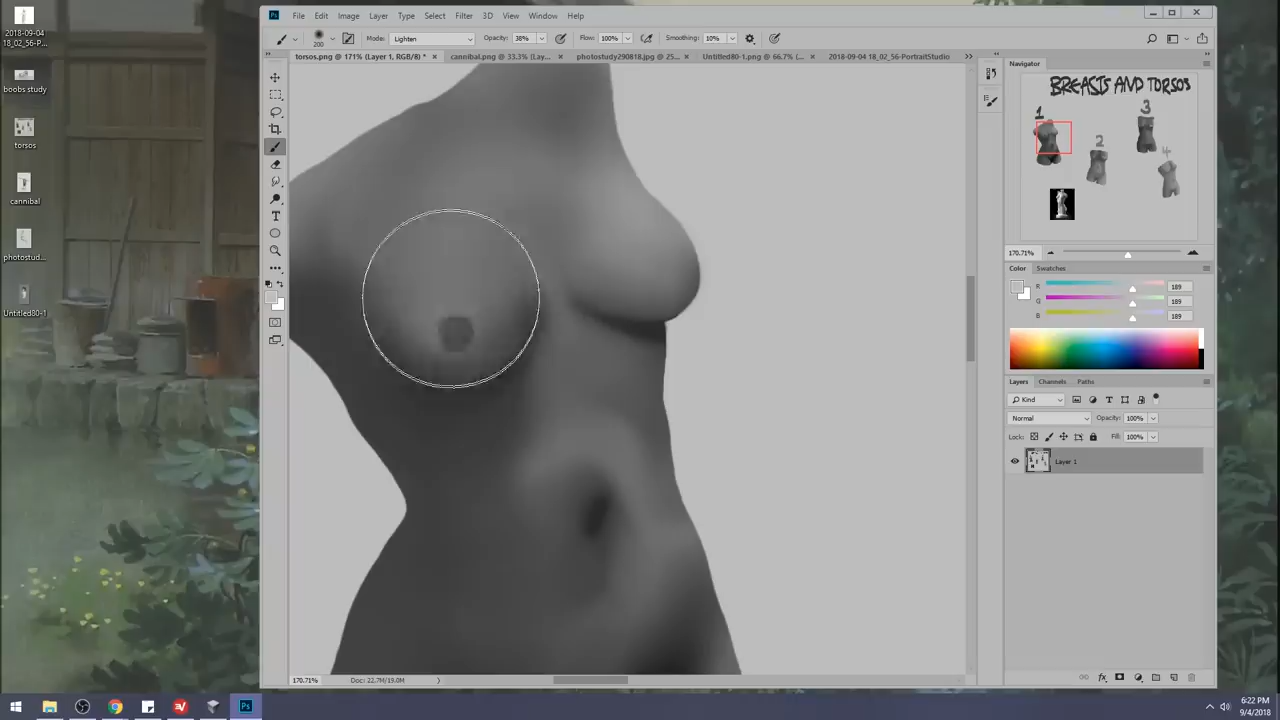 2018-09-04
18_02_56-P...
boobs study
torsos
cannibal
photostud...
Untitled80-1
Ps
File Edit Image Layer Type Select Filter 3D View Window Help
200
Mode: Lighten Opacity: 38% Flow: 100% Smoothing: 10%
torsos.png @ 171% (Layer 1, RGB/8) * × cannibal.png @ 33.3% (Lay... × photostudy290818.jpg @ 25... × Untitled80-1.png @ 66.7% (... × 2018-09-04 18_02_56-PortraitStudio
Navigator
BREASTS AND TORSOS
1
2
3
4
170.71%
Color Swatches
R 189
G 189
B 189
Layers Channels Paths
Kind
Normal Opacity: 100%
Lock: Fill: 100%
Layer 1
170.71% Doc: 22.7M/19.0M
Ps
6:22 PM
9/4/2018